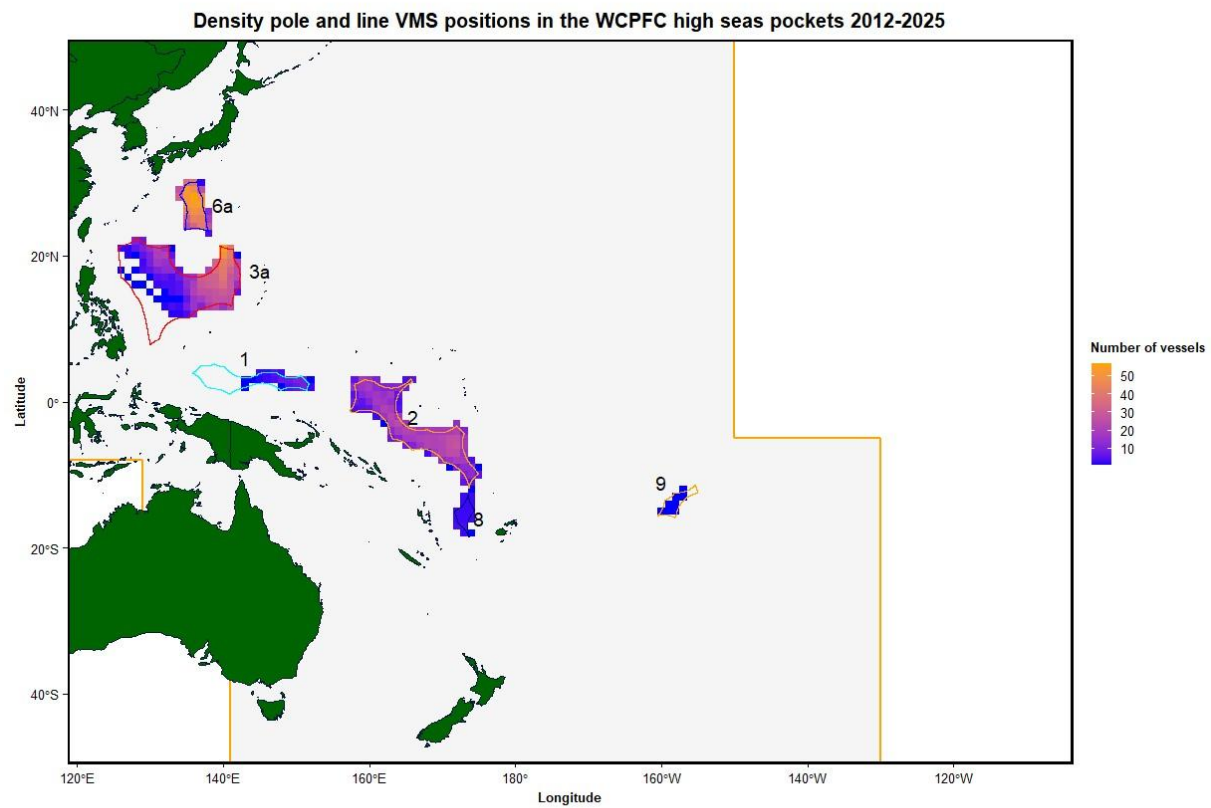 Density pole and line VMS positions in the WCPFC high seas pockets 2012-2025
40°N
6a
20°N
3a
1
Number of vessels
50
40
30
20
10
0°
2
9
8
20°S
40°S
Latitude
120°E
140°E
160°E
180°
160°W
140°W
120°W
Longitude